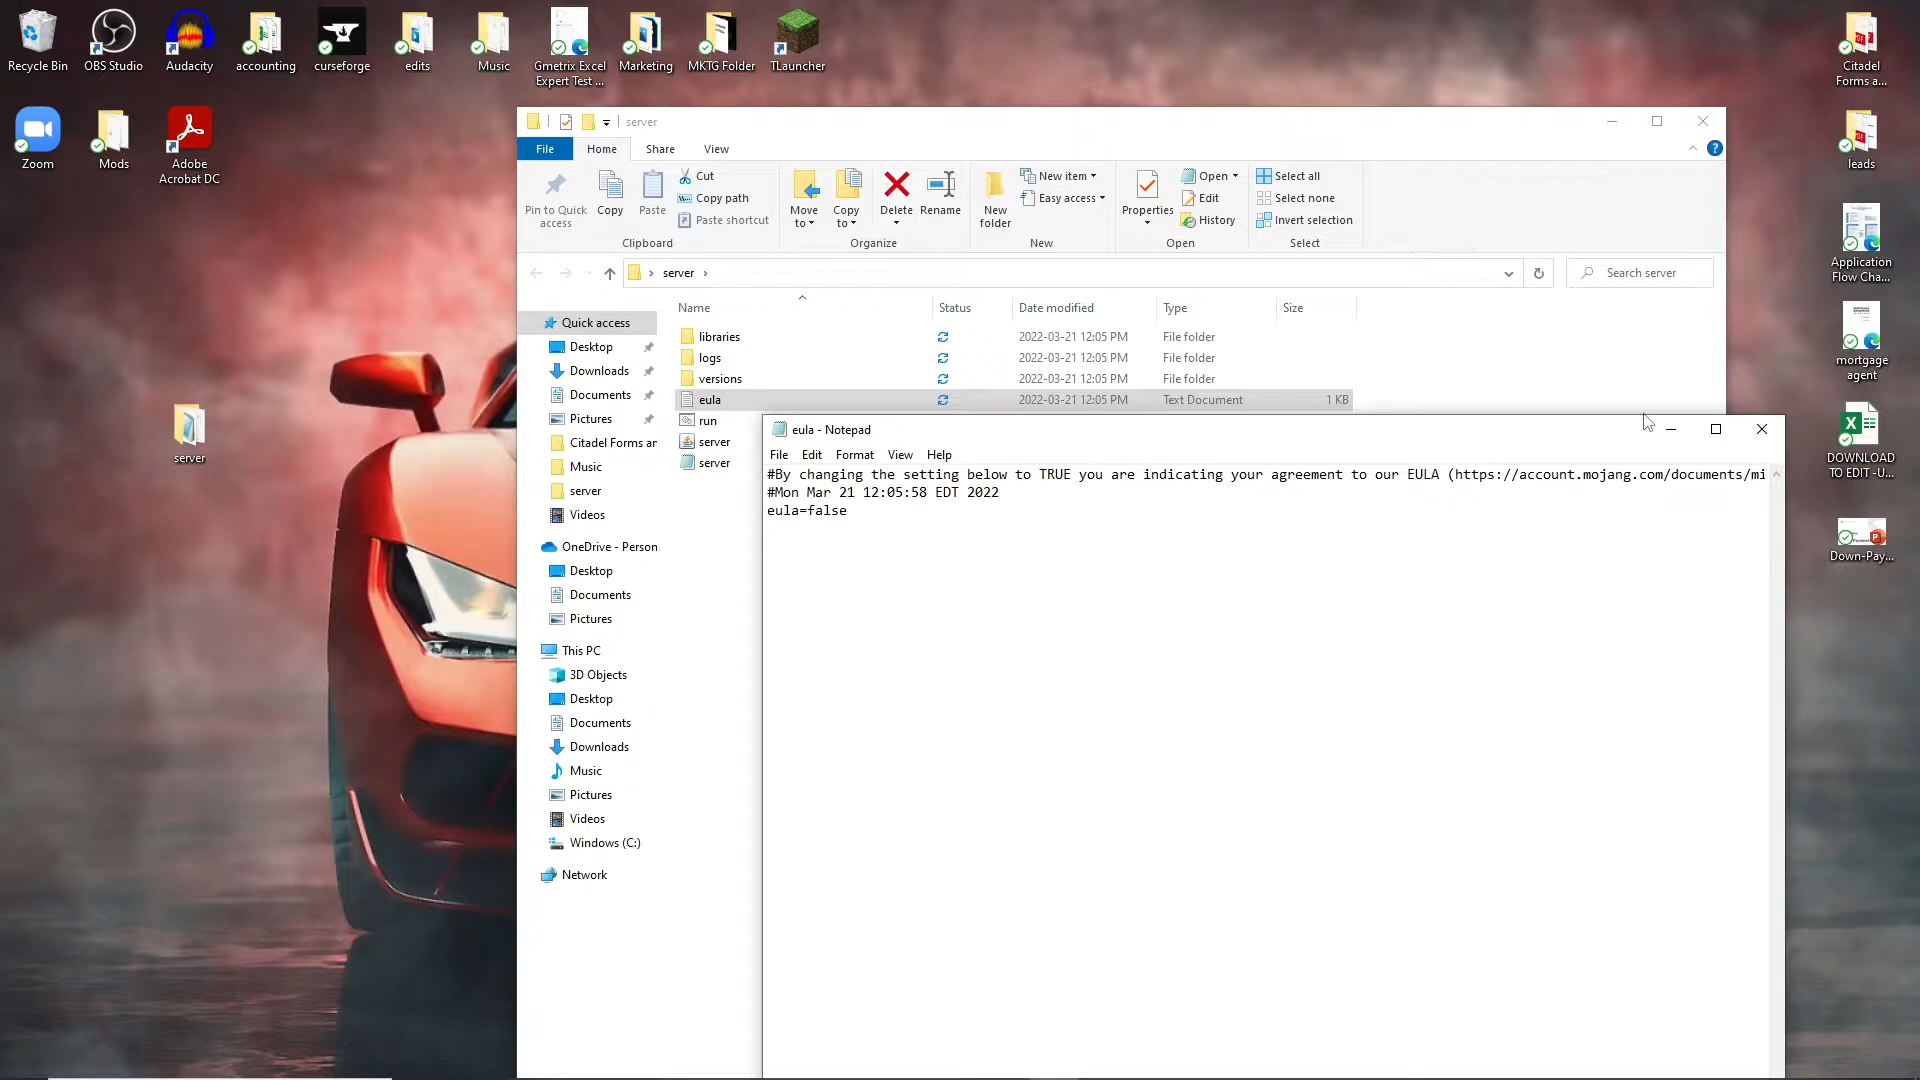 Recycle Bin
OBS Studio
Audacity
accounting
curseforge
edits
Music
Gmetrix Excel
Expert Test ...
Marketing
MKTG Folder
TLauncher
Citadel
Forms a...
Zoom
Mods
Adobe
Acrobat DC
leads
server
Application
Flow Cha...
mortgage
agent
DOWNLOAD
TO EDIT -U...
Down-Pay...
server
File
Home
Share
View
Pin to Quick
access
Copy
Paste
Cut
Copy path
Paste shortcut
Clipboard
Move
to
Copy
to
Delete
Rename
Organize
New
folder
New item
Easy access
New
Properties
Open
Edit
History
Open
Select all
Select none
Invert selection
Select
server
Search server
Name
Status
Date modified
Type
Size
libraries
2022-03-21 12:05 PM
File folder
logs
2022-03-21 12:05 PM
File folder
versions
2022-03-21 12:05 PM
File folder
eula
2022-03-21 12:05 PM
Text Document
1 KB
run
server
server
Quick access
Desktop
Downloads
Documents
Pictures
Citadel Forms ar
Music
server
Videos
OneDrive - Person
Desktop
Documents
Pictures
This PC
3D Objects
Desktop
Documents
Downloads
Music
Pictures
Videos
Windows (C:)
Network
eula - Notepad
File
Edit
Format
View
Help
#By changing the setting below to TRUE you are indicating your agreement to our EULA (https://account.mojang.com/documents/mi
#Mon Mar 21 12:05:58 EDT 2022
eula=false